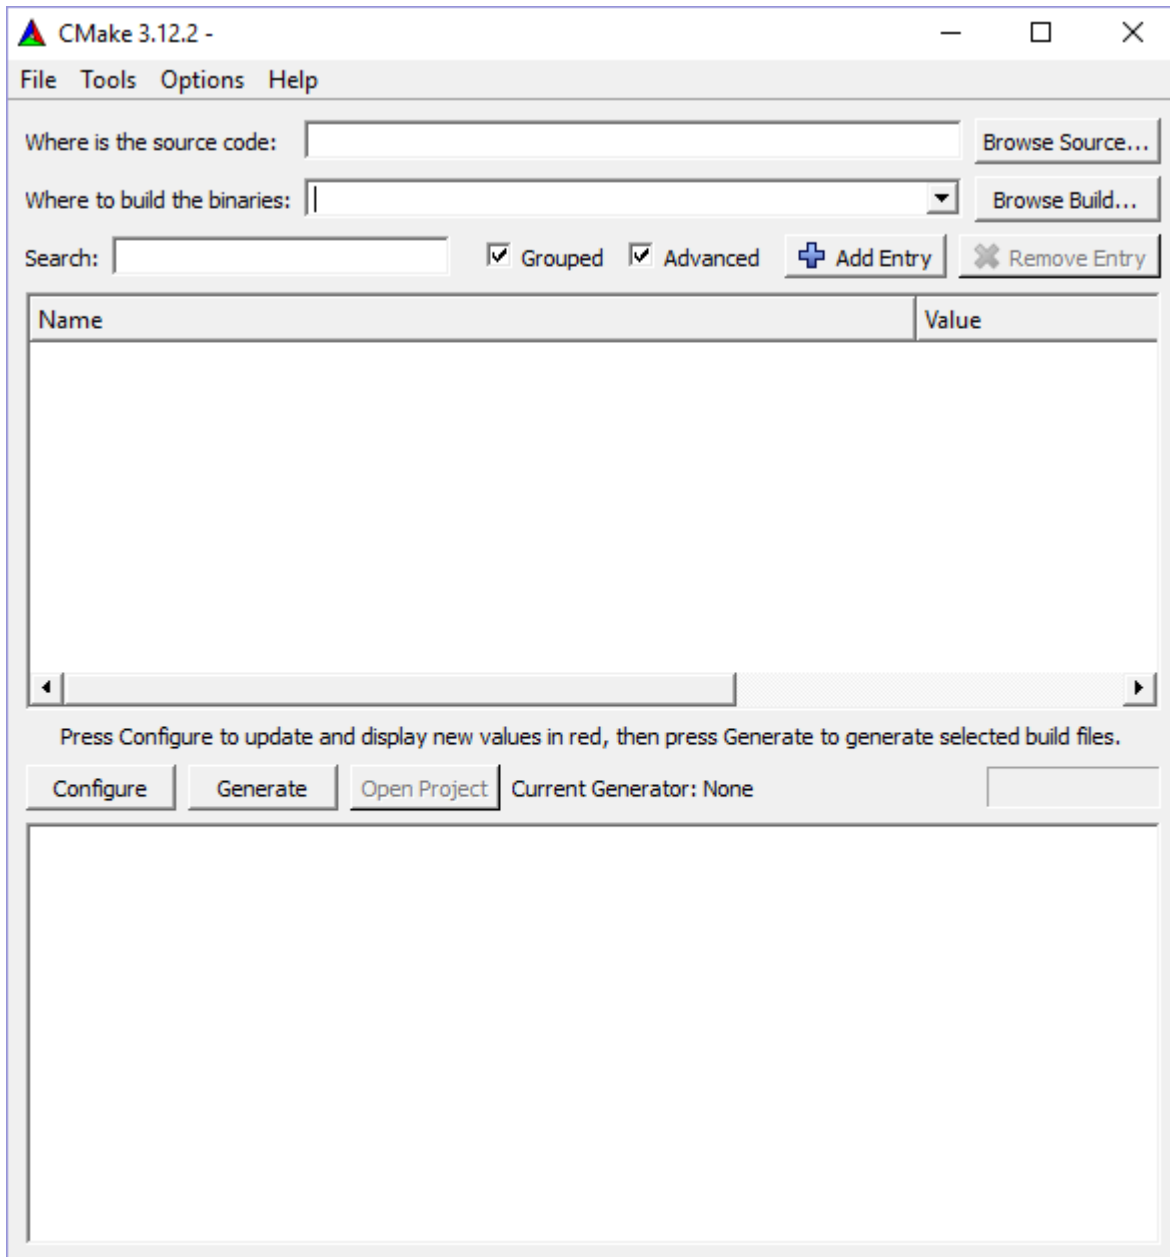 CMake 3.12.2 -
File Tools Options Help
Where is the source code: Browse Source...
Where to build the binaries: Browse Build...
Search: Grouped Advanced Add Entry Remove Entry
Name Value
Press Configure to update and display new values in red, then press Generate to generate selected build files.
Configure Generate Open Project Current Generator: None